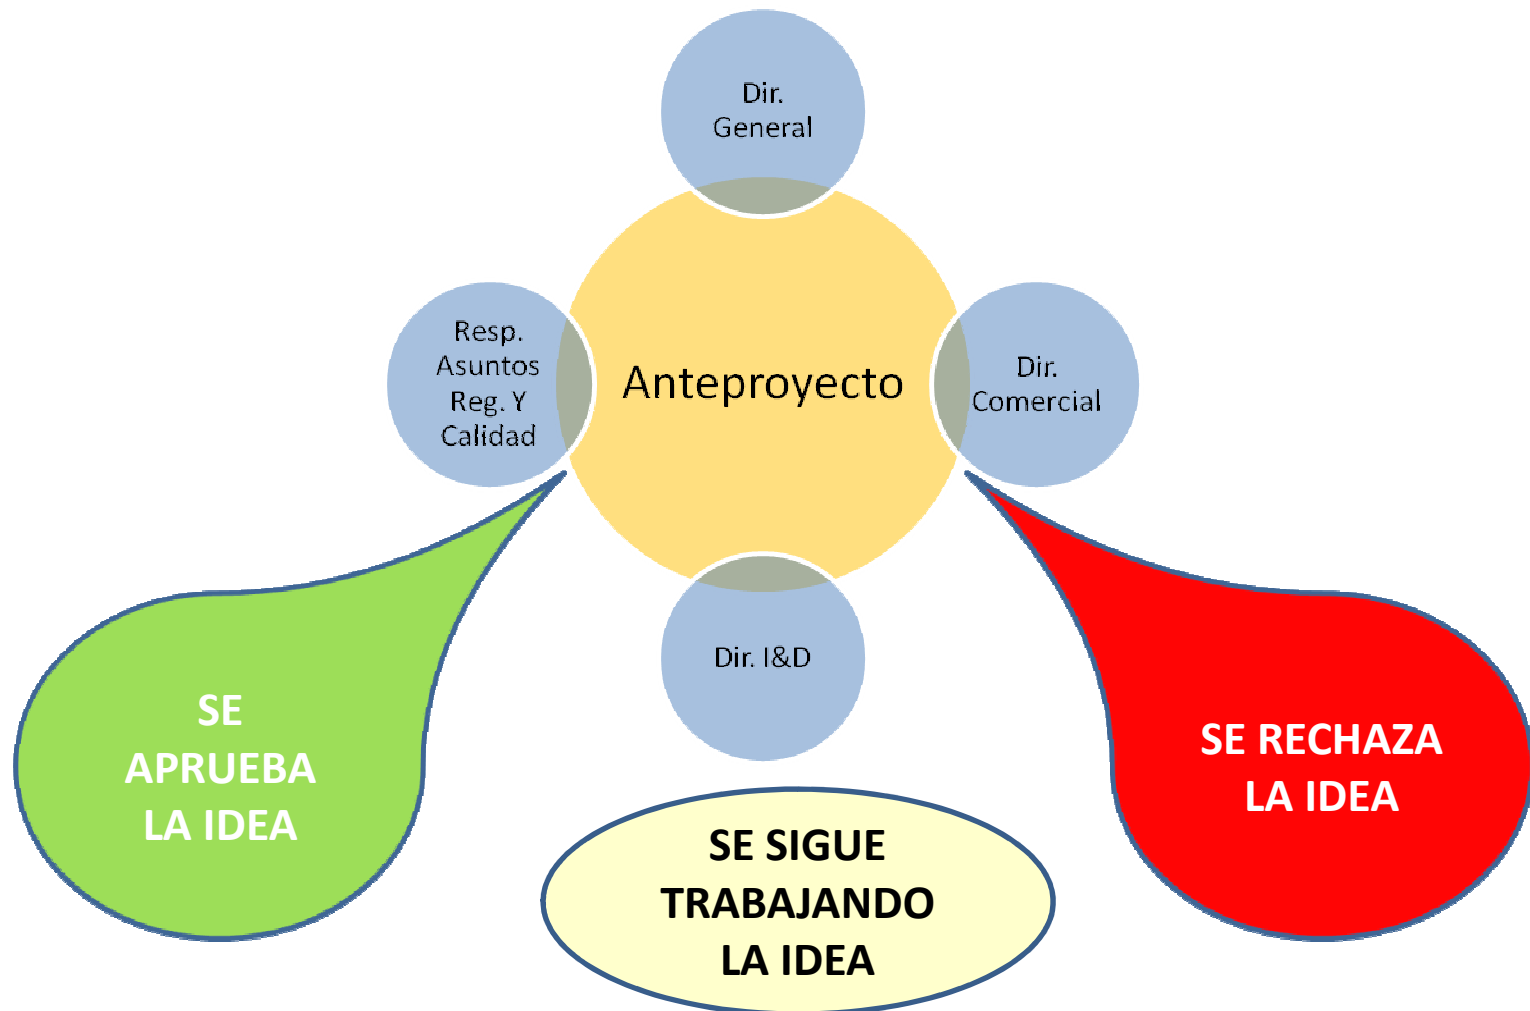 Dir.
General
Resp.
Asuntos
Reg. Y
Calidad
Anteproyecto
Dir.
Comercial
Dir. I&D
SE
APRUEBA
LA IDEA
SE RECHAZA
LA IDEA
SE SIGUE
TRABAJANDO
LA IDEA